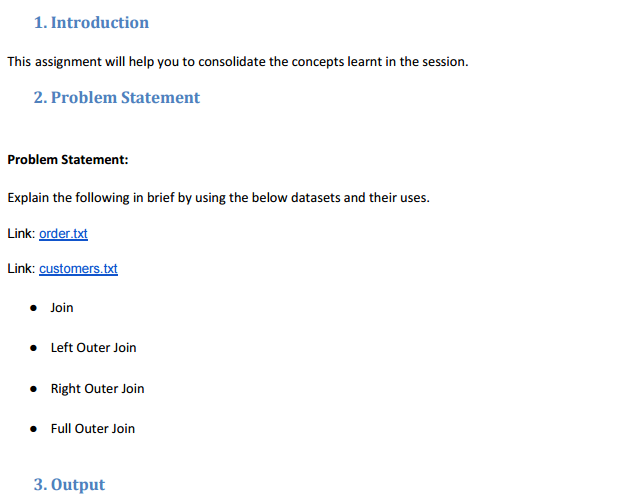 1. Introduction
This assignment will help you to consolidate the concepts learnt in the session.
2. Problem Statement
Problem Statement:
Explain the following in brief by using the below datasets and their uses.
Link: order.txt
Link: customers.txt
● Join
● Left Outer Join
● Right Outer Join
● Full Outer Join
3. Output